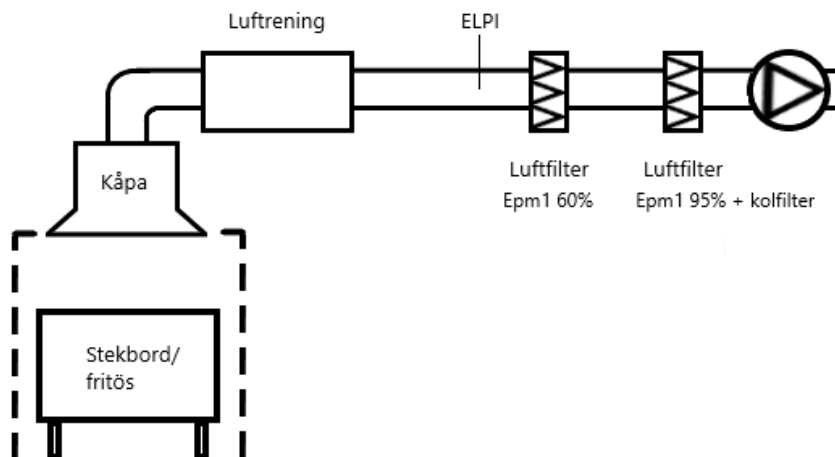 Luftrening
ELPI
Kåpa
Luftfilter
Epm1 60%
Luftfilter
Epm1 95% + kolfilter
Stekbord/
fritös